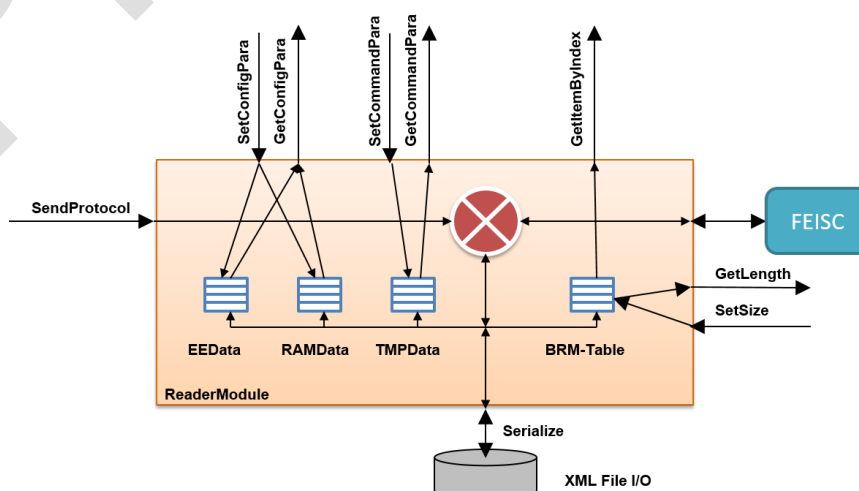 SetConfigPara
GetConfigPara
SetCommandPara
GetCommandPara
GetItemByIndex
SendProtocol
FEISC
GetLength
SetSize
EEData
RAMData
TMPData
BRM-Table
ReaderModule
Serialize
XML File I/O